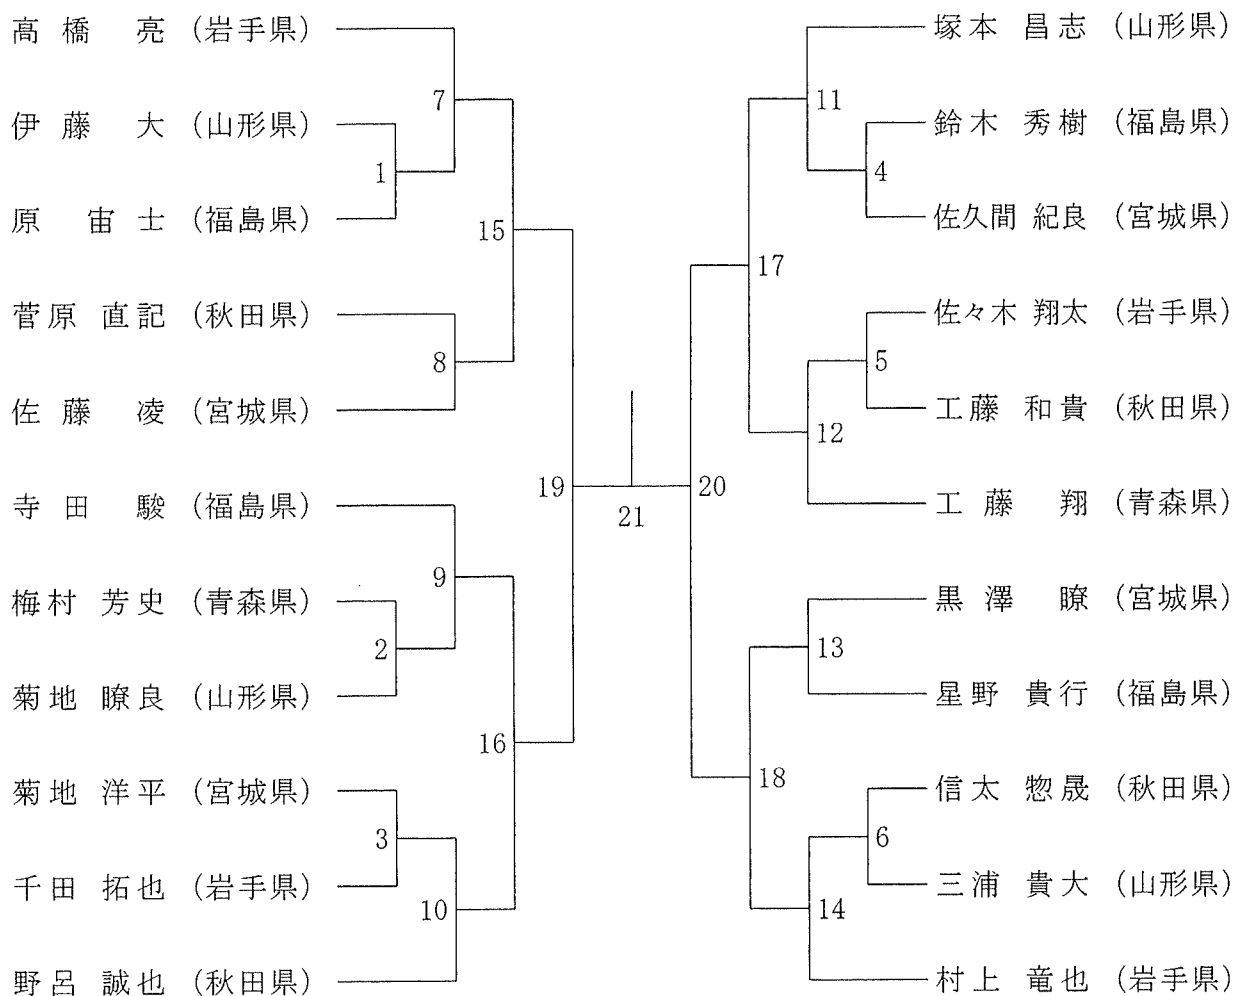 高橋 亮 (岩手県)
伊藤 大 (山形県)
原 宙士 (福島県)
菅原 直記 (秋田県)
佐藤 凌 (宮城県)
寺田 駿 (福島県)
梅村 芳史 (青森県)
菊地 瞭良 (山形県)
菊地 洋平 (宮城県)
千田 拓也 (岩手県)
野呂 誠也 (秋田県)
7
1
15
8
19
9
2
16
3
10
21
塚本 昌志 (山形県)
鈴木 秀樹 (福島県)
佐久間 紀良 (宮城県)
佐々木 翔太 (岩手県)
工藤 和貴 (秋田県)
工藤 翔 (青森県)
黒澤 瞭 (宮城県)
星野 貴行 (福島県)
信太 惣晟 (秋田県)
三浦 貴大 (山形県)
村上 竜也 (岩手県)
11
4
17
5
12
20
13
18
6
14